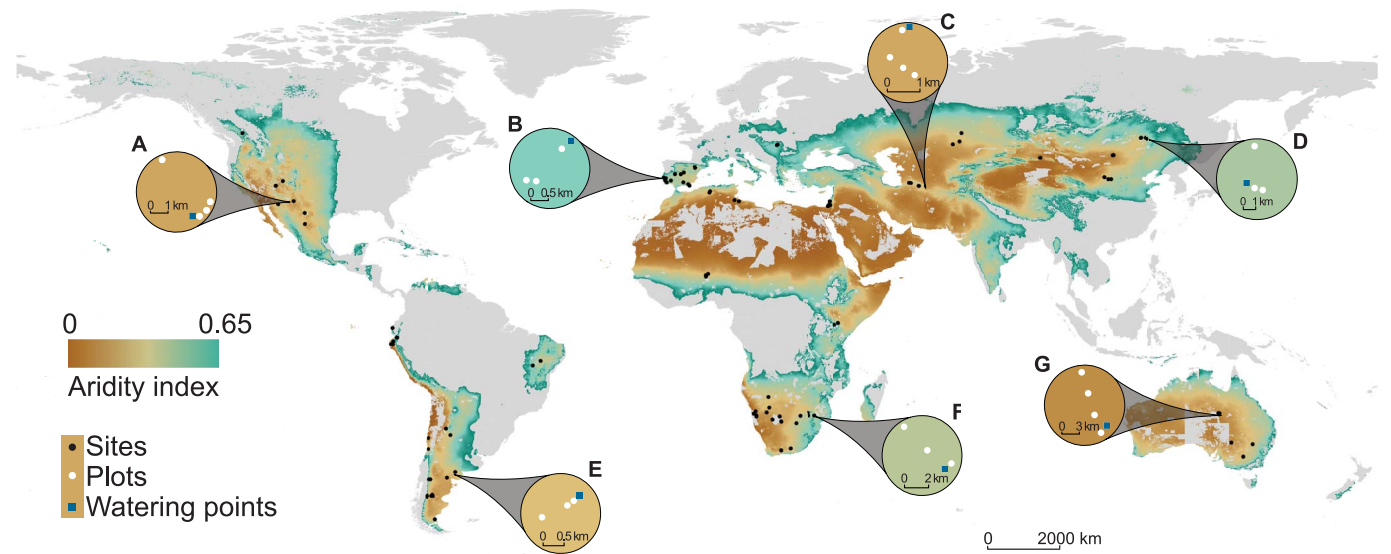 C
0 1 km
B
0 0.5 km
A
0 1 km
D
0 1 km
0 0.65
Aridity index
G
0 3 km
F
0 2 km
Sites
Plots
Watering points
E
0 0.5 km
0 2000 km